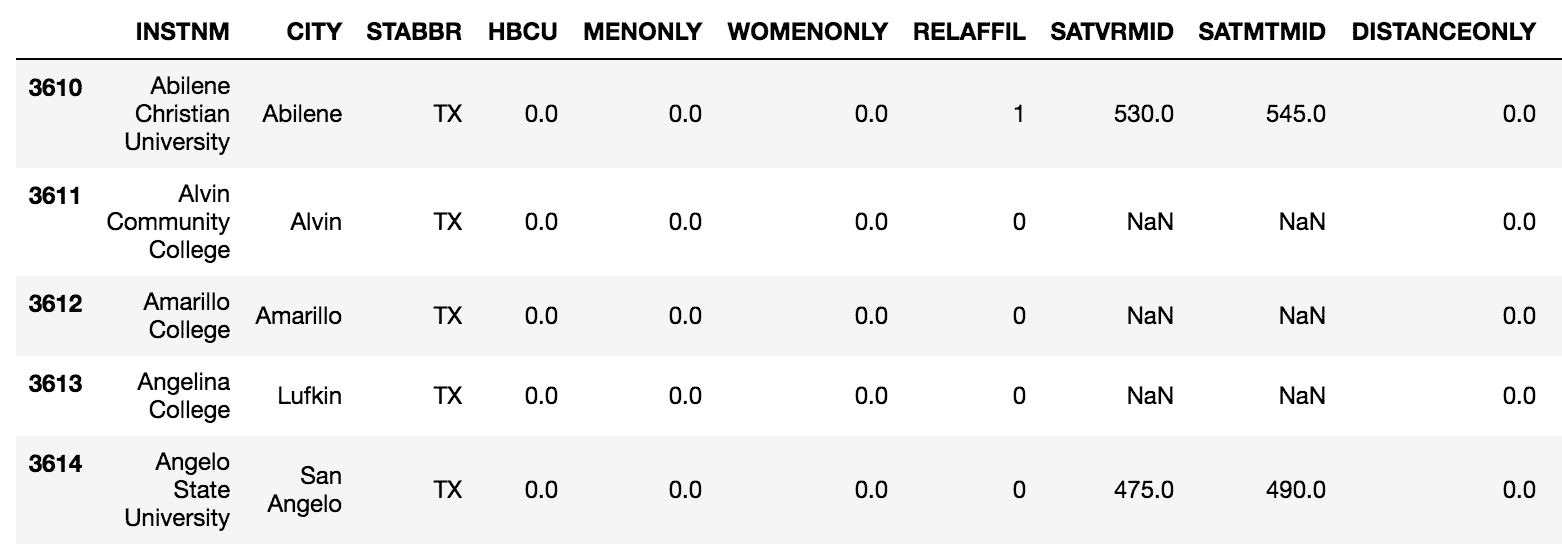 INSTNM CITY STABBR HBCU MENONLY WOMENONLY RELAFFIL SATVRMID SATMTMID DISTANCEONLY
3610 Abilene Christian University Abilene TX 0.0 0.0 0.0 1 530.0 545.0 0.0
3611 Alvin Community College Alvin TX 0.0 0.0 0.0 0 NaN NaN 0.0
3612 Amarillo College Amarillo TX 0.0 0.0 0.0 0 NaN NaN 0.0
3613 Angelina College Lufkin TX 0.0 0.0 0.0 0 NaN NaN 0.0
3614 Angelo State University San Angelo TX 0.0 0.0 0.0 0 475.0 490.0 0.0